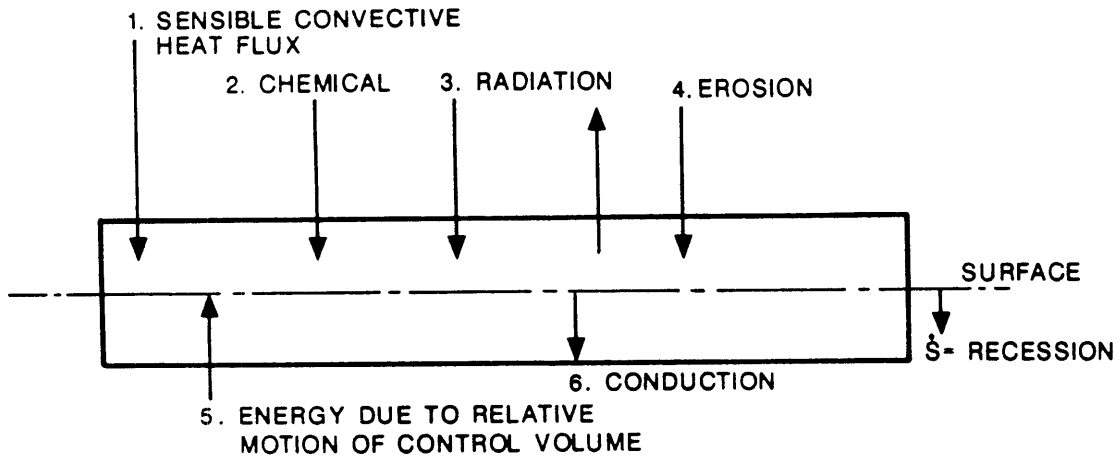 1. SENSIBLE CONVECTIVE
HEAT FLUX
2. CHEMICAL
3. RADIATION
4. EROSION
SURFACE
Ṡ= RECESSION
6. CONDUCTION
5. ENERGY DUE TO RELATIVE
MOTION OF CONTROL VOLUME